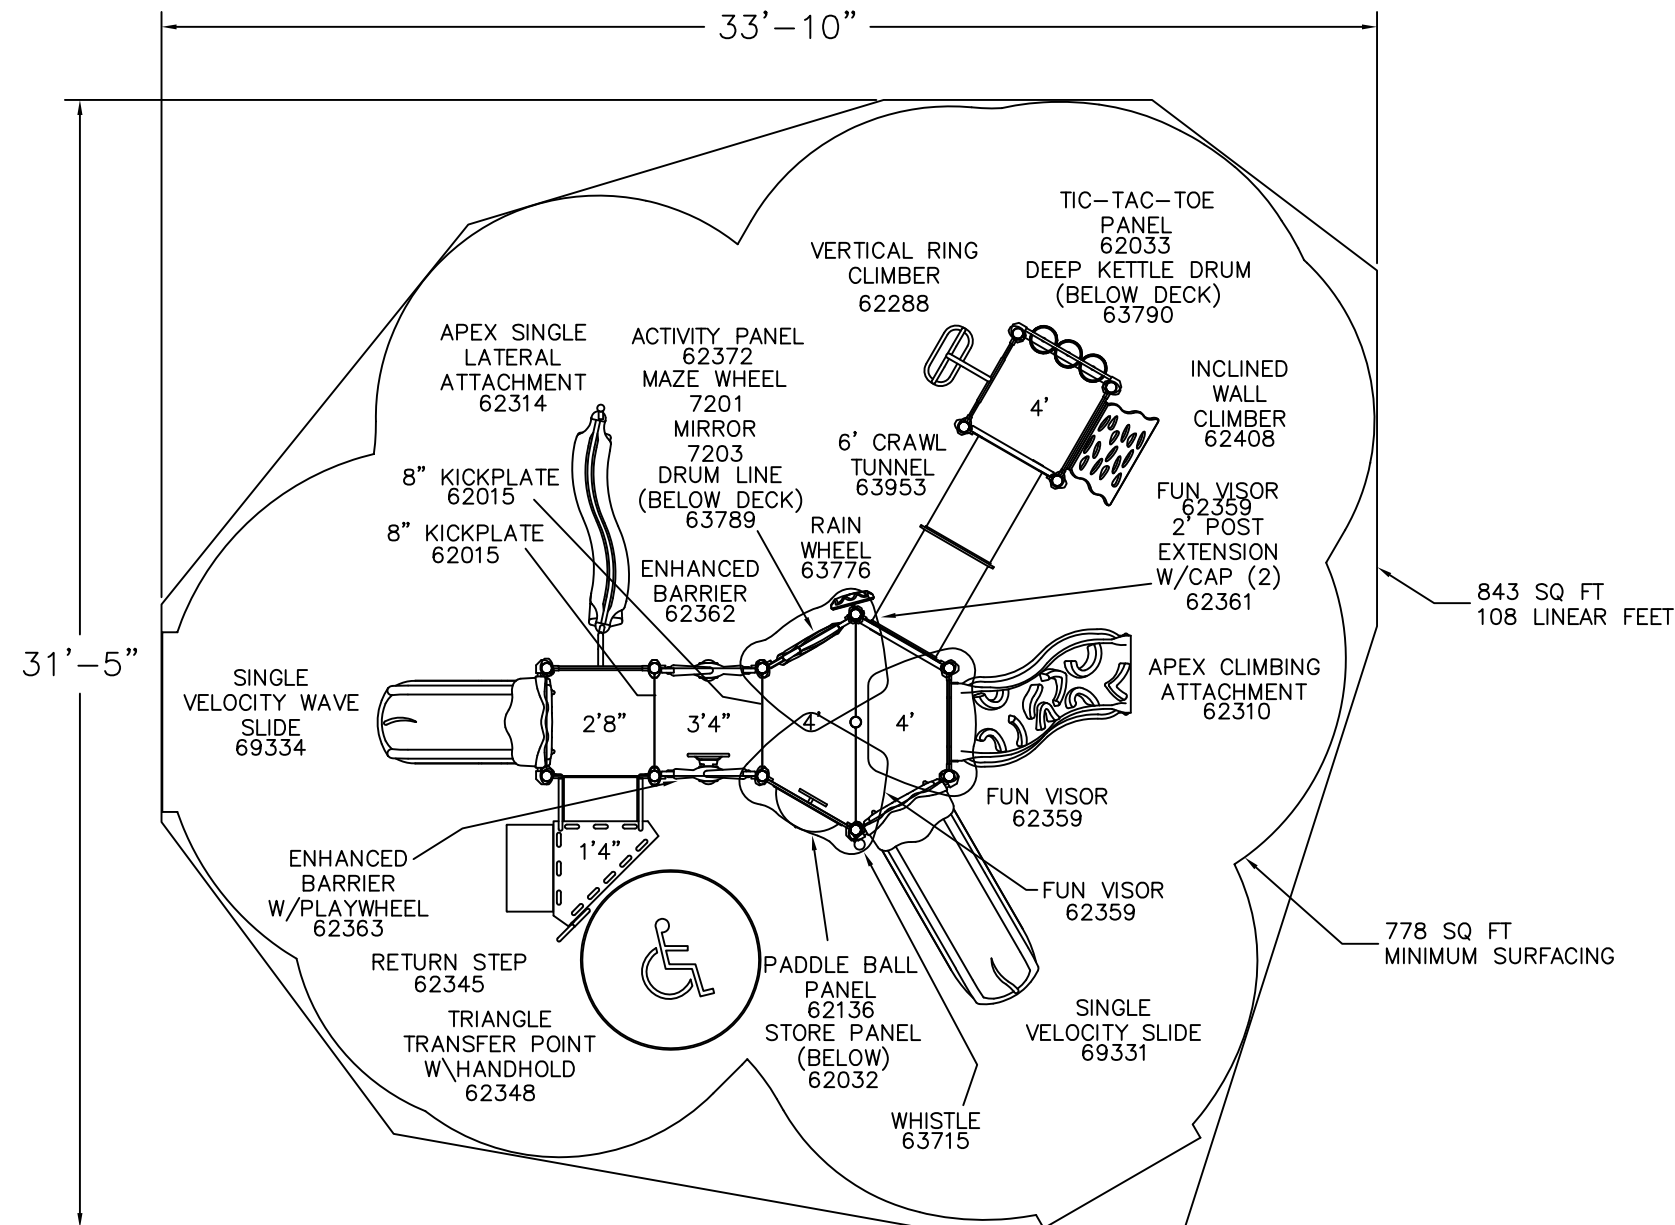 33'-10"
31'-5"
TIC-TAC-TOE
PANEL
62033
DEEP KETTLE DRUM
(BELOW DECK)
63790
VERTICAL RING
CLIMBER
62288
APEX SINGLE
LATERAL
ATTACHMENT
62314
ACTIVITY PANEL
62372
MAZE WHEEL
7201
MIRROR
7203
DRUM LINE
(BELOW DECK)
63789
INCLINED
WALL
CLIMBER
62408
4'
6' CRAWL
TUNNEL
63953
8" KICKPLATE
62015
8" KICKPLATE
62015
FUN VISOR
62359
2' POST
EXTENSION
W/CAP (2)
62361
RAIN
WHEEL
63776
ENHANCED
BARRIER
62362
843 SQ FT
108 LINEAR FEET
SINGLE
VELOCITY WAVE
SLIDE
69334
2'8"
3'4"
4'
4'
APEX CLIMBING
ATTACHMENT
62310
FUN VISOR
62359
1'4"
ENHANCED
BARRIER
W/PLAYWHEEL
62363
FUN VISOR
62359
778 SQ FT
MINIMUM SURFACING
RETURN STEP
62345
PADDLE BALL
PANEL
62136
STORE PANEL
(BELOW)
62032
TRIANGLE
TRANSFER POINT
W\HANDHOLD
62348
SINGLE
VELOCITY SLIDE
69331
WHISTLE
63715